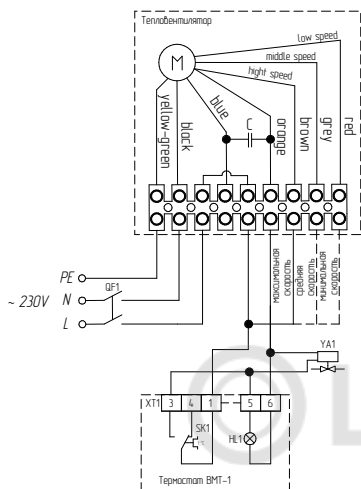 Тепловентилятор
low speed
middle speed
hight speed
M
yellow-green
black
blue
C
orange
brown
grey
red
PE
~ 230V
N
QF1
L
максимальная
скорость
средняя
скорость
минимальная
скорость
YA1
XT1
3
4
1
5
6
SK1
t°C
HL1
Термостат ВМТ-1
OL